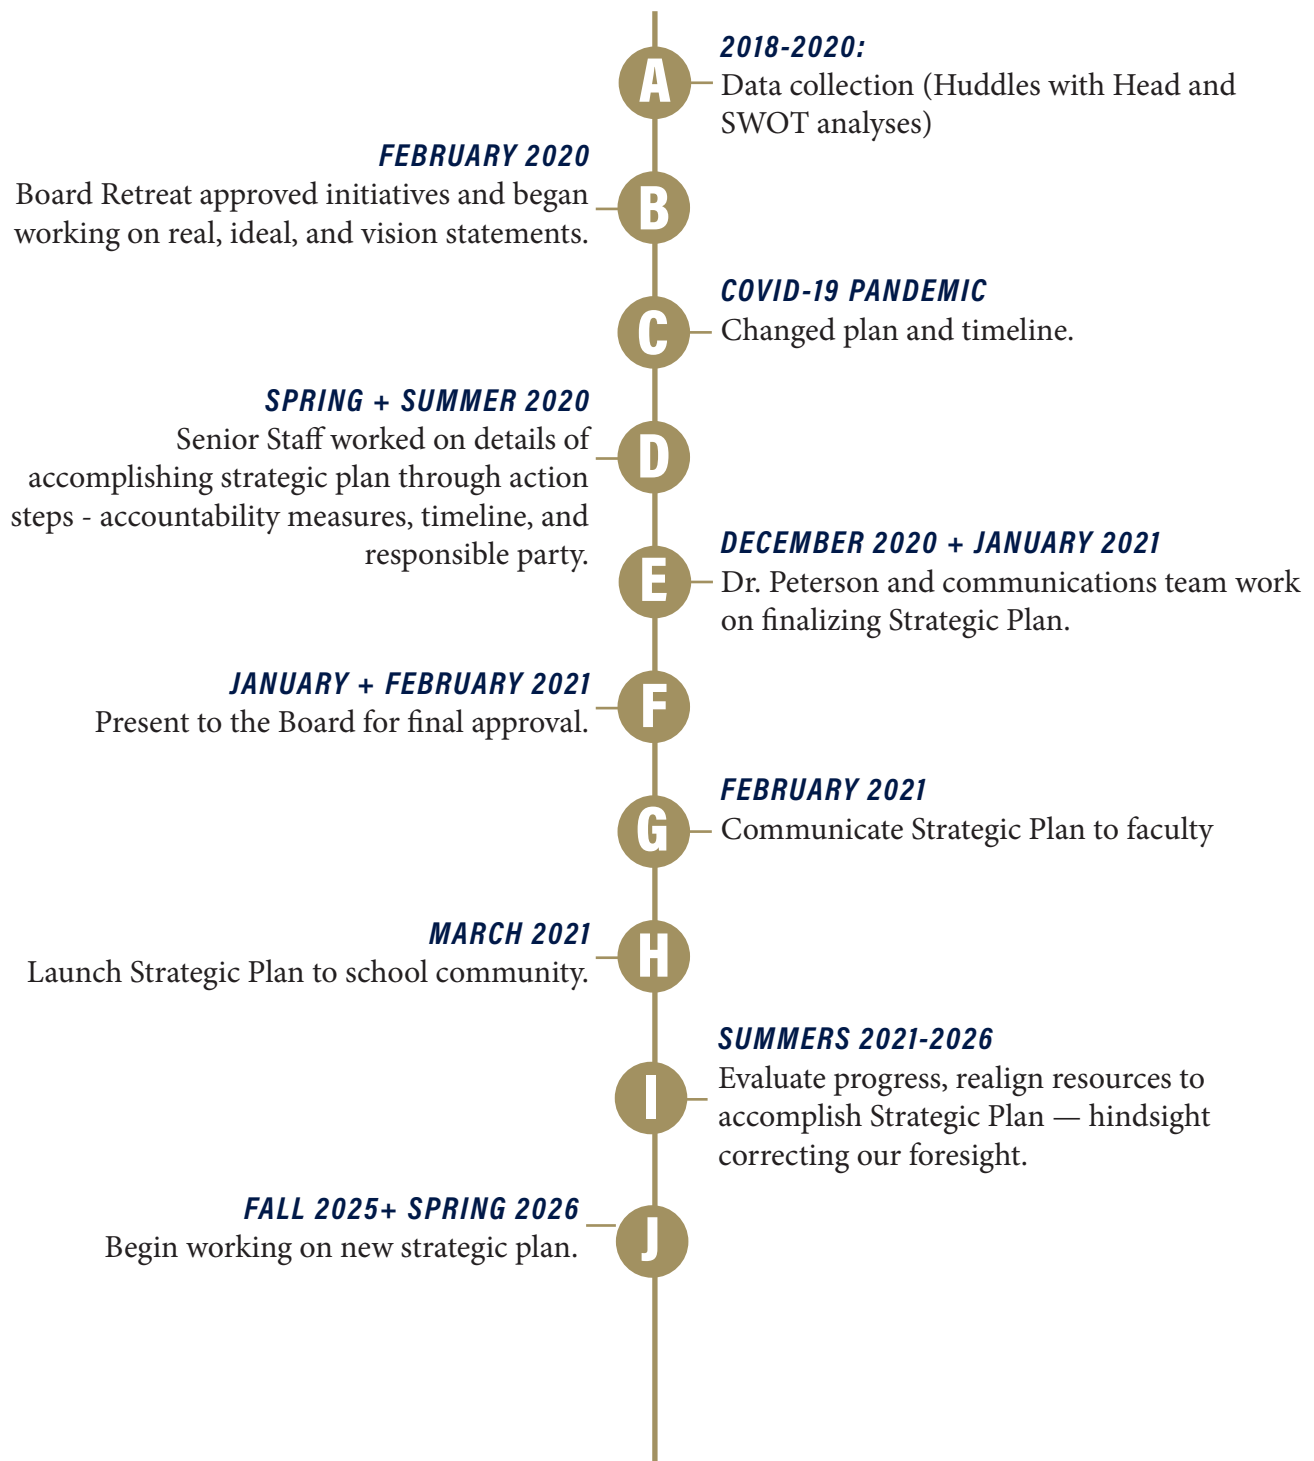 A
2018-2020:
Data collection (Huddles with Head and
SWOT analyses)
FEBRUARY 2020
Board Retreat approved initiatives and began
working on real, ideal, and vision statements.
B
COVID-19 PANDEMIC
C
Changed plan and timeline.
SPRING + SUMMER 2020
Senior Staff worked on details of
accomplishing strategic plan through action
steps - accountability measures, timeline, and
responsible party.
D
DECEMBER 2020 + JANUARY 2021
E
Dr. Peterson and communications team work
on finalizing Strategic Plan.
JANUARY + FEBRUARY 2021
Present to the Board for final approval.
F
FEBRUARY 2021
G
Communicate Strategic Plan to faculty
MARCH 2021
Launch Strategic Plan to school community.
H
SUMMERS 2021-2026
I
Evaluate progress, realign resources to
accomplish Strategic Plan — hindsight
correcting our foresight.
FALL 2025+ SPRING 2026
Begin working on new strategic plan.
J